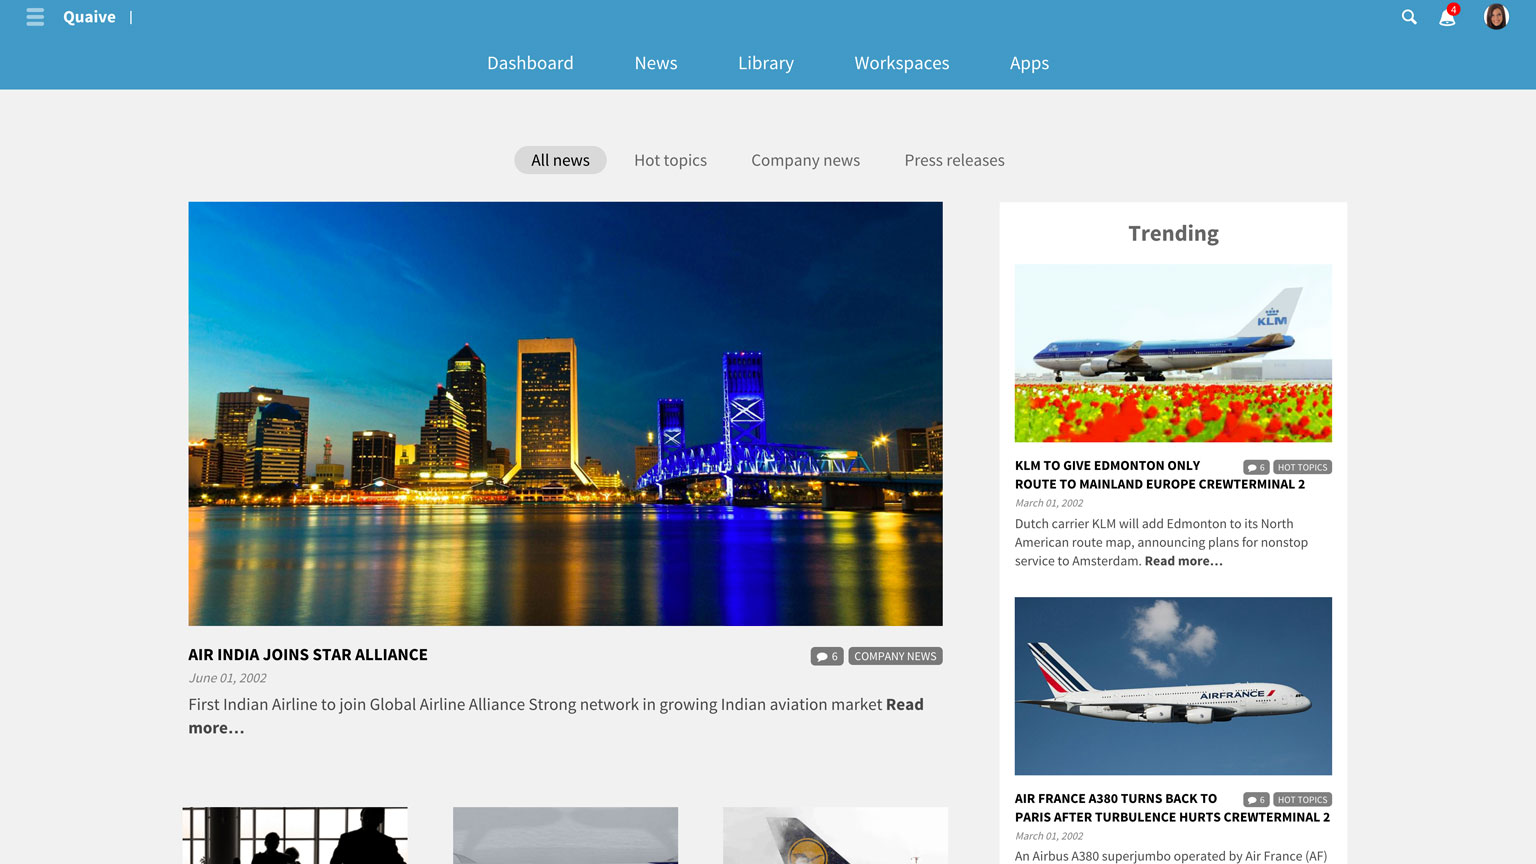 Quaive |
4
Dashboard News Library Workspaces Apps
All news Hot topics Company news Press releases
AIR INDIA JOINS STAR ALLIANCE
6 COMPANY NEWS
June 01, 2002
First Indian Airline to join Global Airline Alliance Strong network in growing Indian aviation market Read
more…
Trending
KLM
KLM TO GIVE EDMONTON ONLY
6 HOT TOPICS
ROUTE TO MAINLAND EUROPE CREWTERMINAL 2
March 01, 2002
Dutch carrier KLM will add Edmonton to its North
American route map, announcing plans for nonstop
service to Amsterdam. Read more…
AIRFRANCE
AIR FRANCE A380 TURNS BACK TO
6 HOT TOPICS
PARIS AFTER TURBULENCE HURTS CREWTERMINAL 2
March 01, 2002
An Airbus A380 superjumbo operated by Air France (AF)